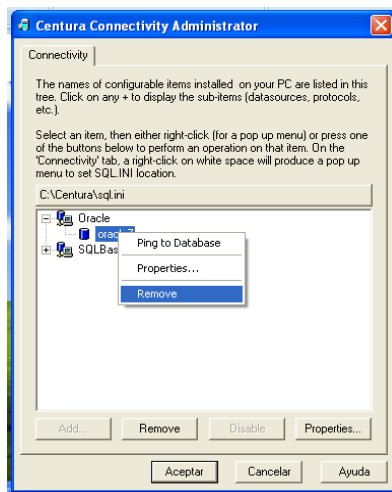 Centura Connectivity Administrator
Connectivity
The names of configurable items installed on your PC are listed in this
tree. Click on any + to display the sub-items (datasources, protocols,
etc.).
Select an item, then either right-click (for a pop up menu) or press one
of the buttons below to perform an operation on that item. On the
'Connectivity' tab, a right-click on white space will produce a pop up
menu to set SQL.INI location.
C:\Centura\sql.ini
Oracle
Ping to Database
Properties...
Remove
Add... Remove Disable Properties...
Aceptar Cancelar Ayuda